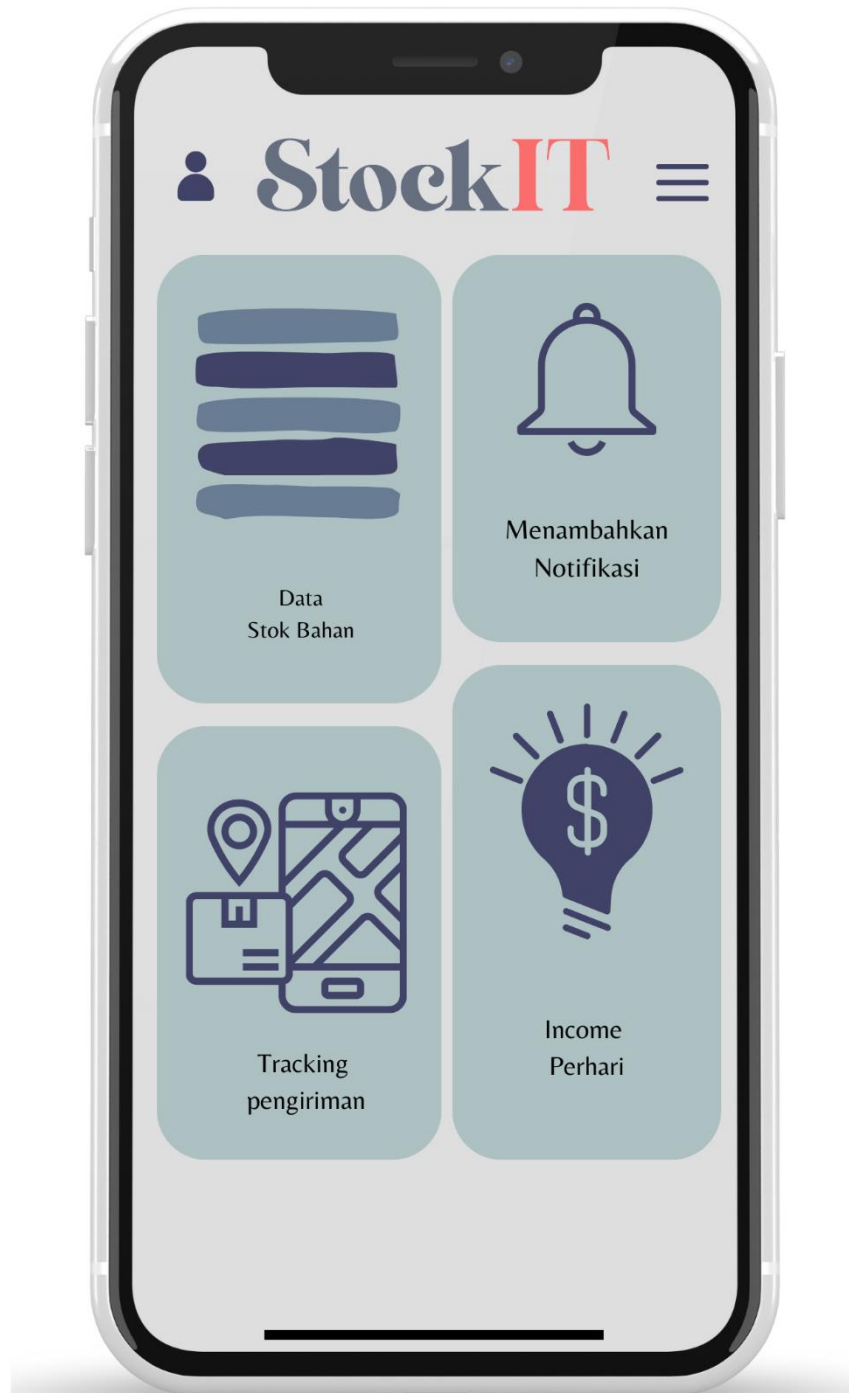 StockIT
Data
Stok Bahan
Menambahkan
Notifikasi
Tracking
pengiriman
$
Income
Perhari